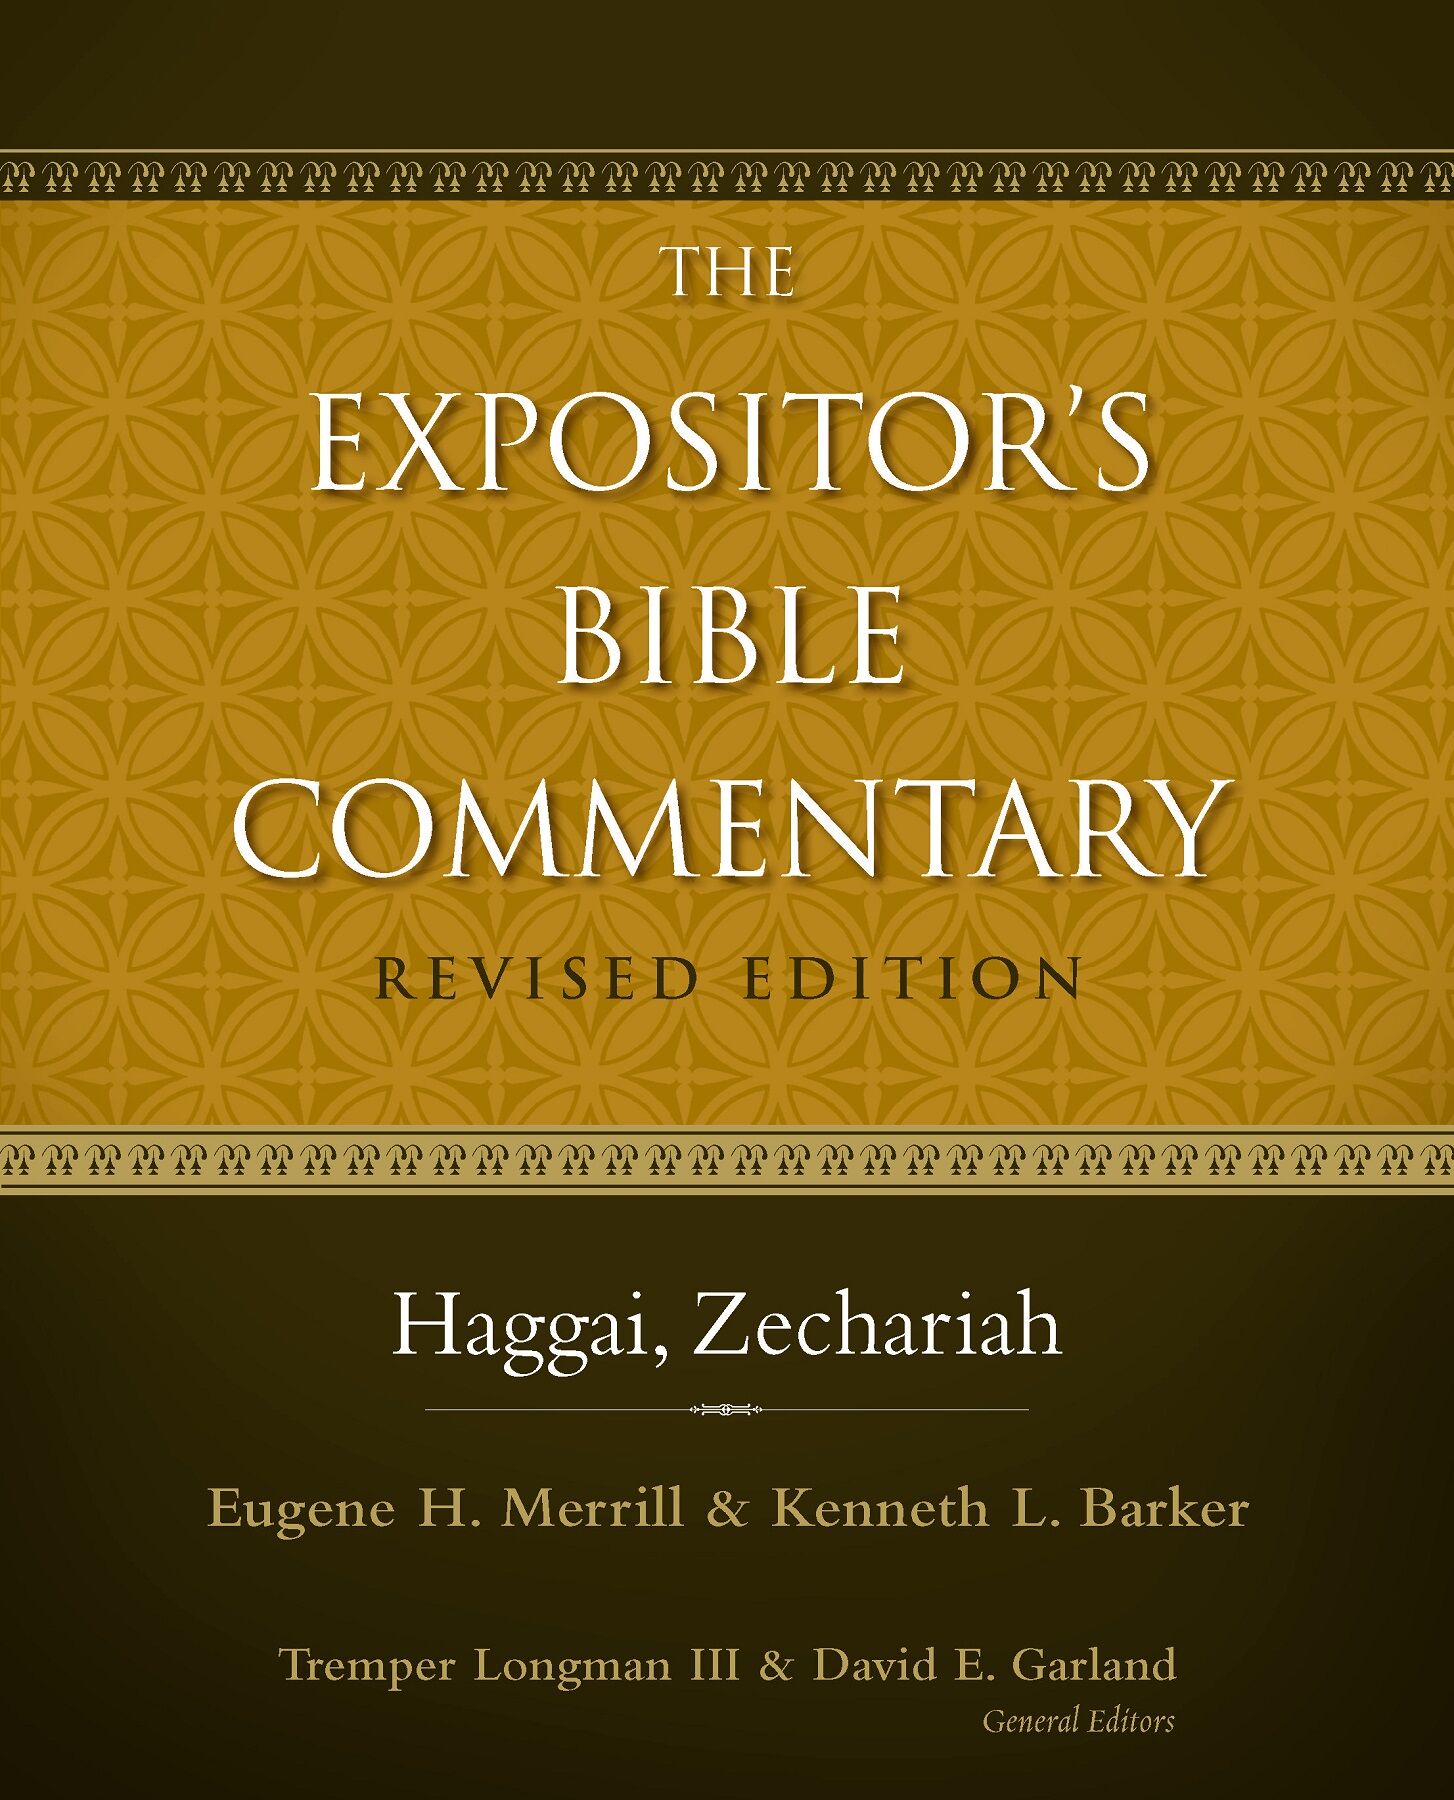 THE
EXPOSITOR'S
BIBLE
COMMENTARY
REVISED EDITION
Haggai, Zechariah
Eugene H. Merrill & Kenneth L. Barker
Tremper Longman III & David E. Garland
General Editors